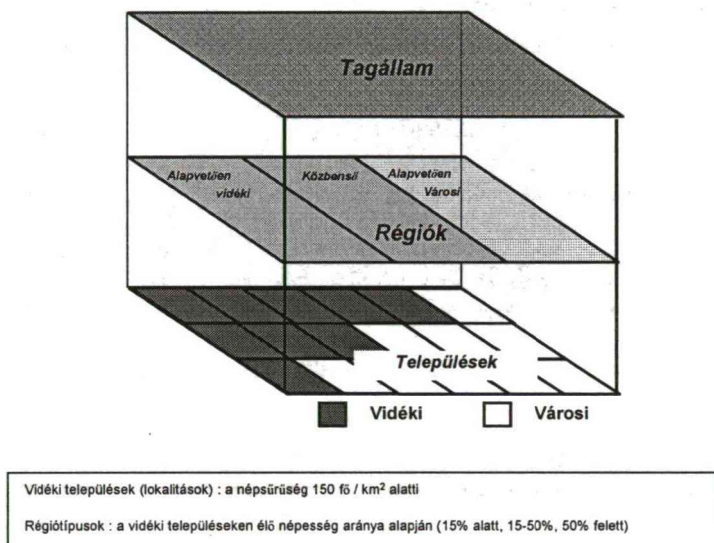 Tagállam
Alapvetően
vidéki
Közbenső
Alapvetően
Városi
Régiók
Települések
Vidéki
Városi
Vidéki települések (lokalitások) : a népsűrűség 150 fő / km² alatti
Régiótípusok : a vidéki településeken élő népesség aránya alapján (15% alatt, 15-50%, 50% felett)